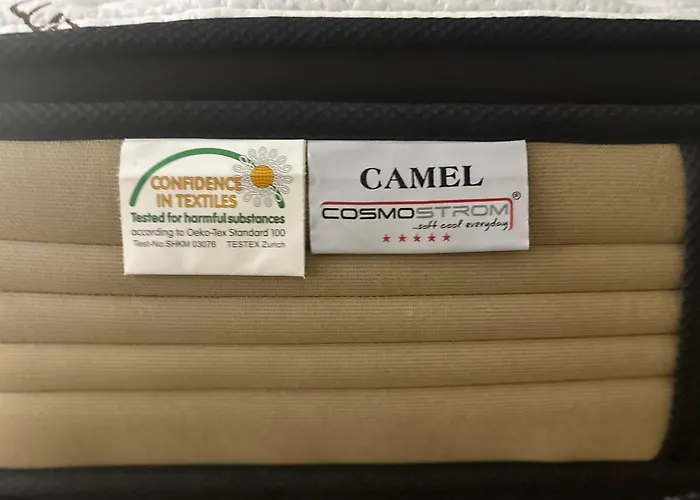 CONFIDENCE
IN TEXTILES
Tested for harmful substances
according to Oeko-Tex Standard 100
Test-No.SHKM 03076 TESTEX Zurich
CAMEL
COSMOSTROM®
...soft cool everyday